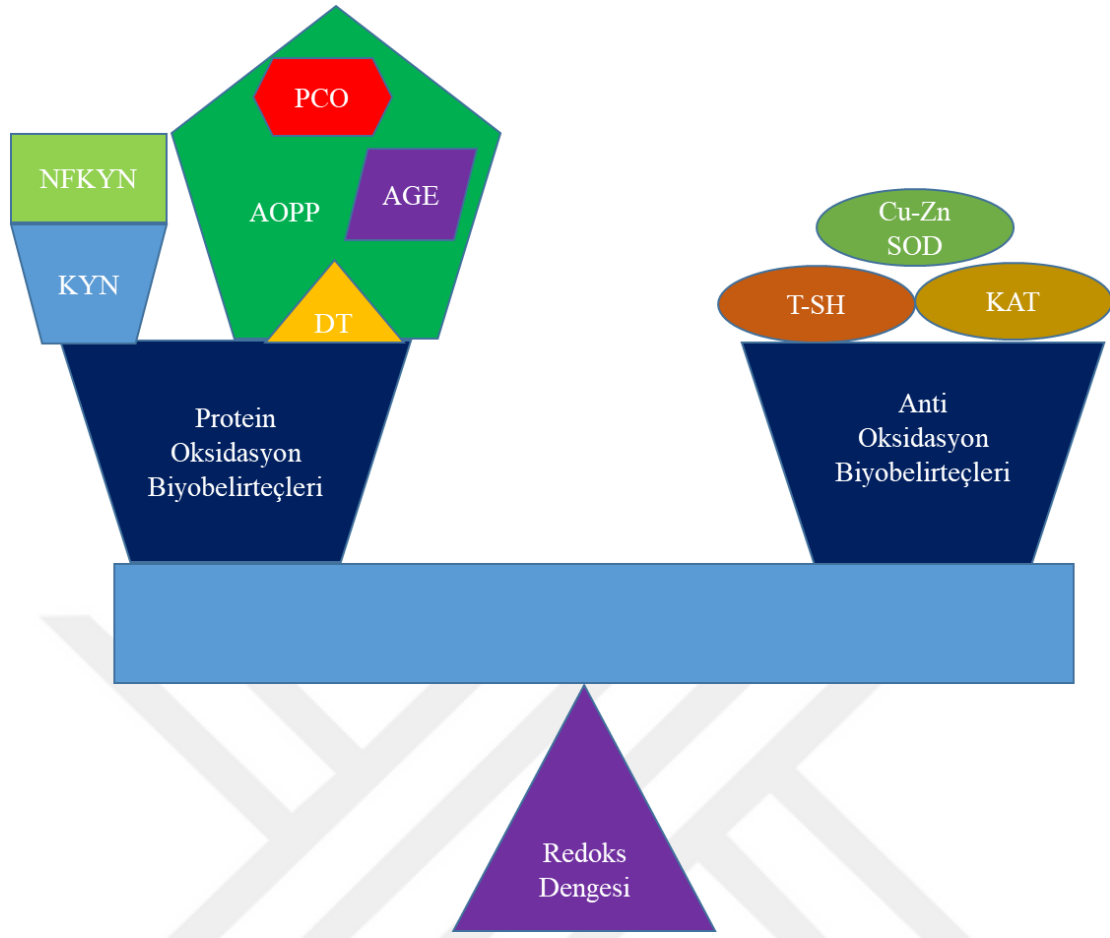 PCO
NFKYN
AOPP
AGE
KYN
DT
Protein
Oksidasyon
Biyobelirteçleri
Cu-Zn
SOD
T-SH
KAT
Anti
Oksidasyon
Biyobelirteçleri
Redoks
Dengesi